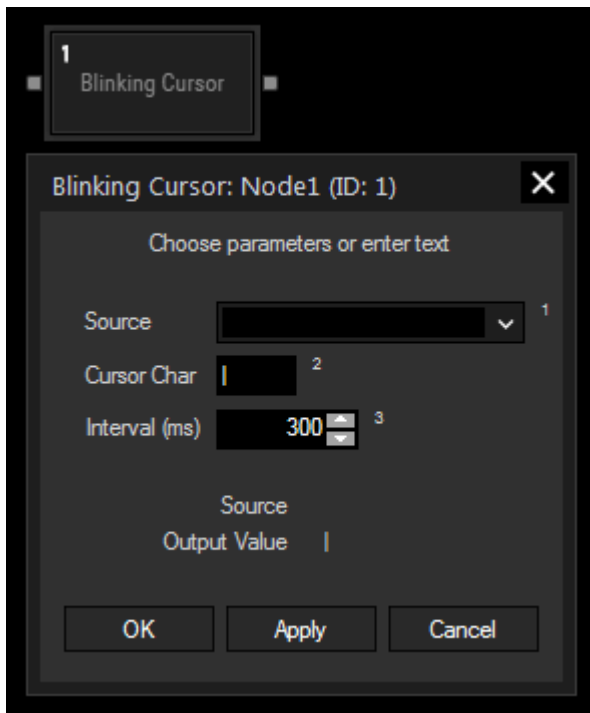 1
Blinking Cursor
Blinking Cursor: Node1 (ID: 1)
Choose parameters or enter text
Source 1
Cursor Char | 2
Interval (ms) 300 3
Source
Output Value |
OK Apply Cancel